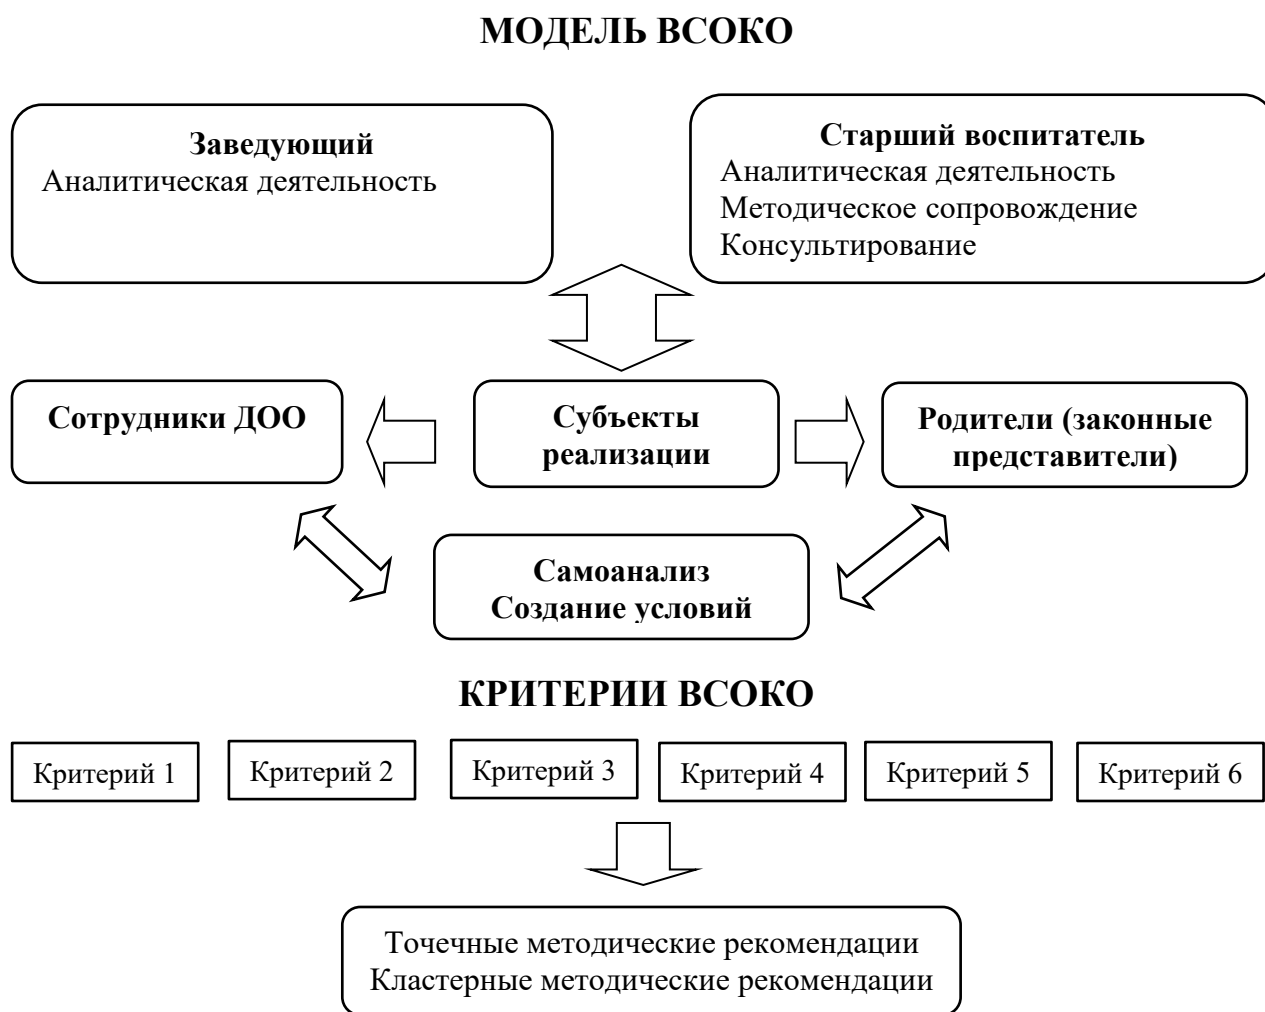 МОДЕЛЬ ВСОКО
Заведующий
Аналитическая деятельность
Старший воспитатель
Аналитическая деятельность
Методическое сопровождение
Консультирование
Сотрудники ДОО
Субъекты
реализации
Родители (законные
представители)
Самоанализ
Создание условий
КРИТЕРИИ ВСОКО
Критерий 1
Критерий 2
Критерий 3
Критерий 4
Критерий 5
Критерий 6
Точечные методические рекомендации
Кластерные методические рекомендации